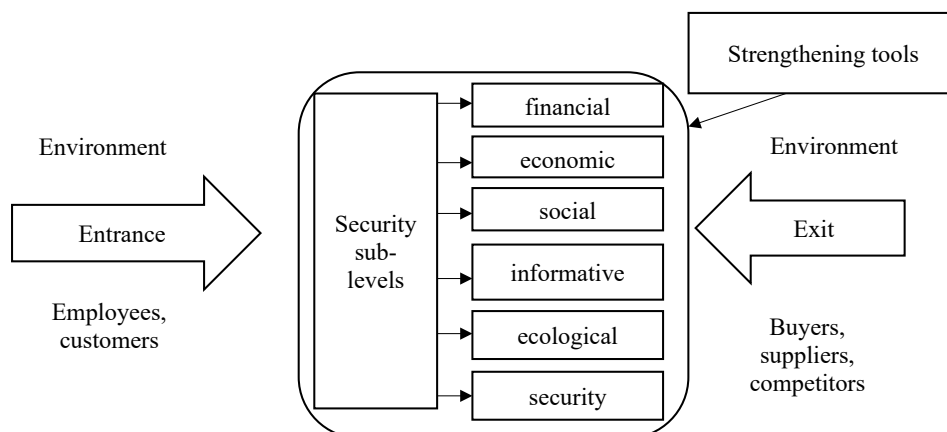 Strengthening tools
Environment
Entrance
Employees,
customers
Security
sub-
levels
financial
economic
social
informative
ecological
security
Environment
Exit
Buyers,
suppliers,
competitors